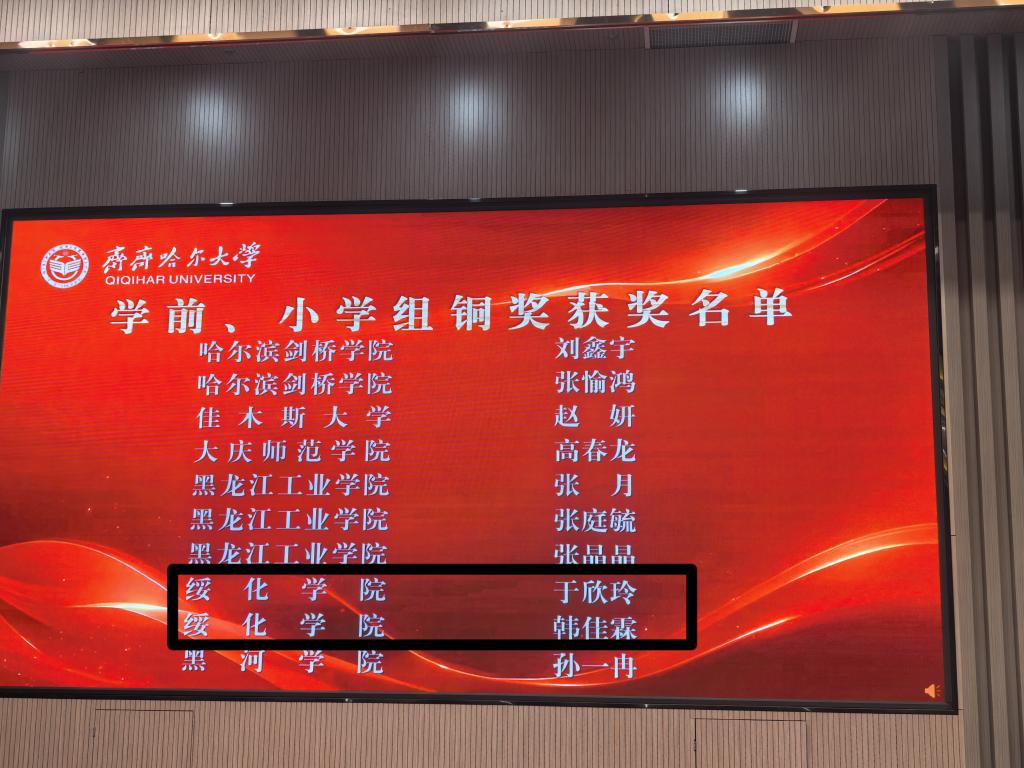 齐齐哈尔大学
QIQIHAR UNIVERSITY
学前、小学组铜奖获奖名单
哈尔滨剑桥学院 刘鑫宇
哈尔滨剑桥学院 张愉鸿
佳木斯大学 赵妍
大庆师范学院 高春龙
黑龙江工业学院 张月
黑龙江工业学院 张庭毓
黑龙江工业学院 张晶晶
绥化学院 于欣玲
绥化学院 韩佳霖
黑河学院 孙一冉